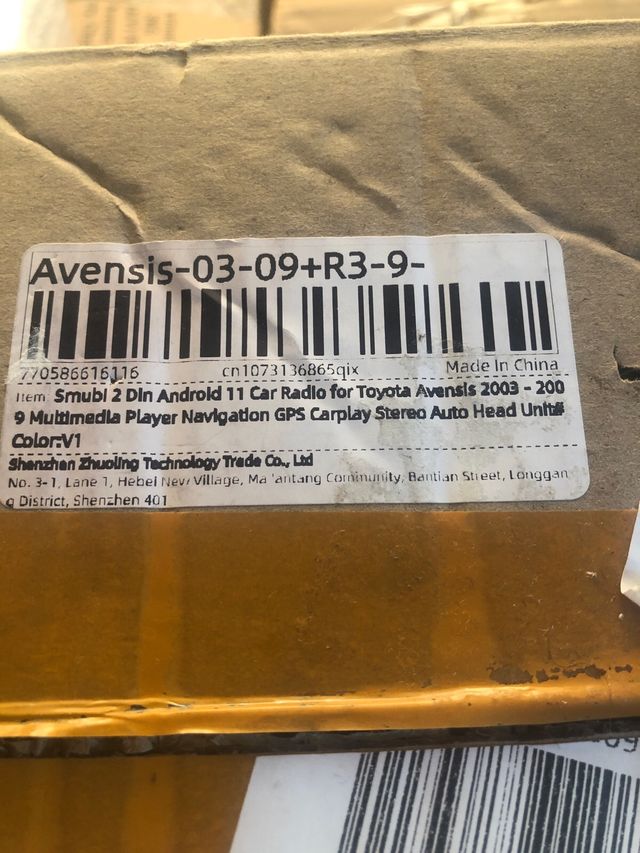 Avensis-03-09+R3-9-
770586616116 cn1073136865qix Made In China
Item: Smubi 2 Din Android 11 Car Radio for Toyota Avensis 2003 - 200
9 Multimedia Player Navigation GPS Carplay Stereo Auto Head Unit#
Color:V1
Shenzhen Zhuoling Technology Trade Co., Ltd
No. 3-1, Lane 1, Hebei New Village, Ma'antang Community, Bantian Street, Longgan
g District, Shenzhen 401